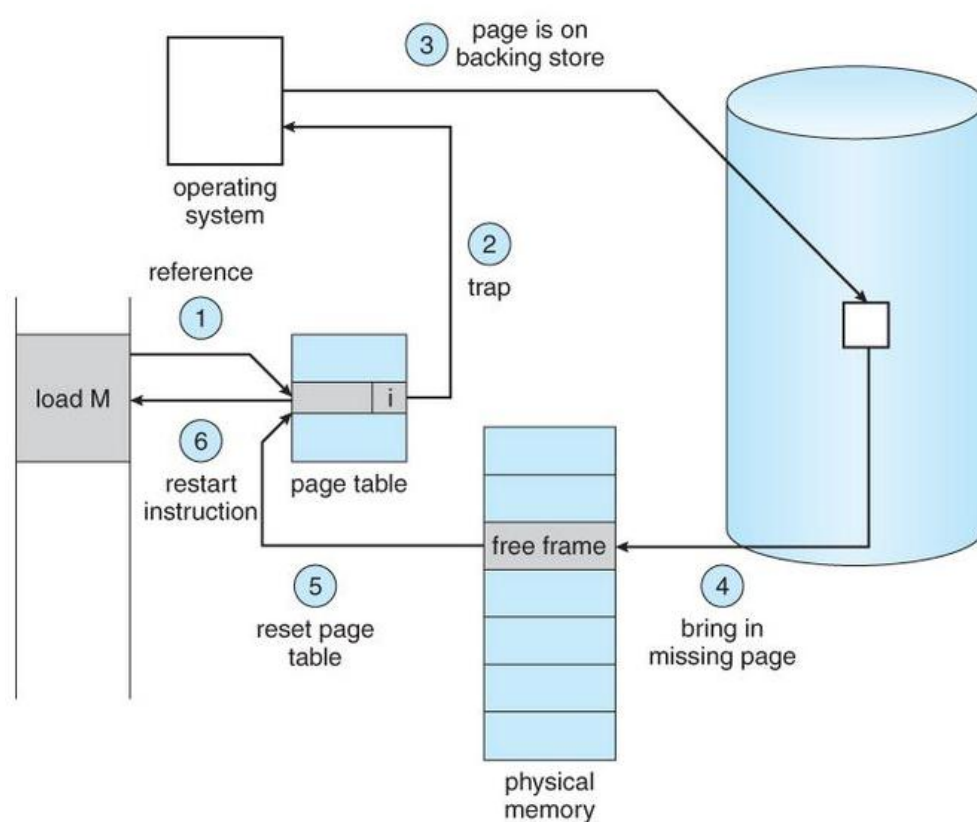 3
page is on
backing store
operating
system
2
trap
reference
1
load M
i
6
restart
instruction
page table
free frame
5
reset page
table
4
bring in
missing page
physical
memory